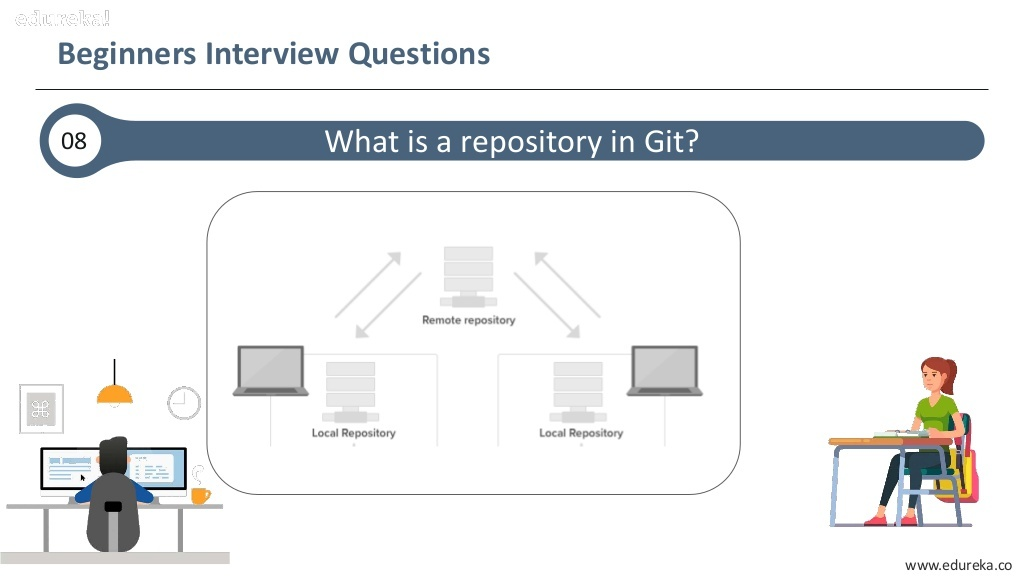 edureka!
Beginners Interview Questions
08
What is a repository in Git?
Remote repository
Local Repository
Local Repository
www.edureka.co